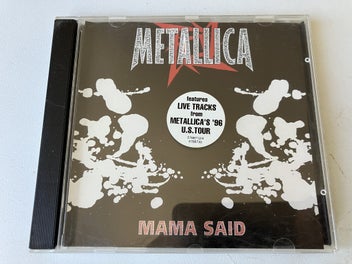 METALLICA
features
LIVE TRACKS
from
METALLICA'S '96
U.S. TOUR
MAMA SAID